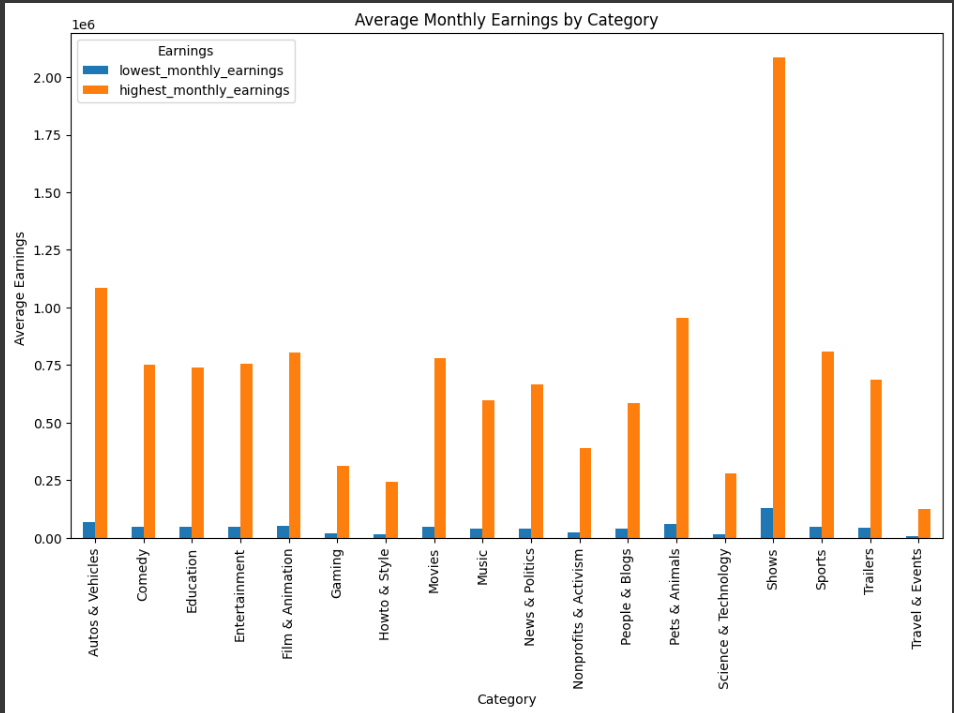 Average Monthly Earnings by Category
1e6
Earnings
lowest_monthly_earnings
highest_monthly_earnings
2.00
1.75
1.50
1.25
1.00
0.75
0.50
0.25
0.00
Average Earnings
Autos & Vehicles
Comedy
Education
Entertainment
Film & Animation
Gaming
Howto & Style
Movies
Music
News & Politics
Nonprofits & Activism
People & Blogs
Pets & Animals
Science & Technology
Shows
Sports
Trailers
Travel & Events
Category